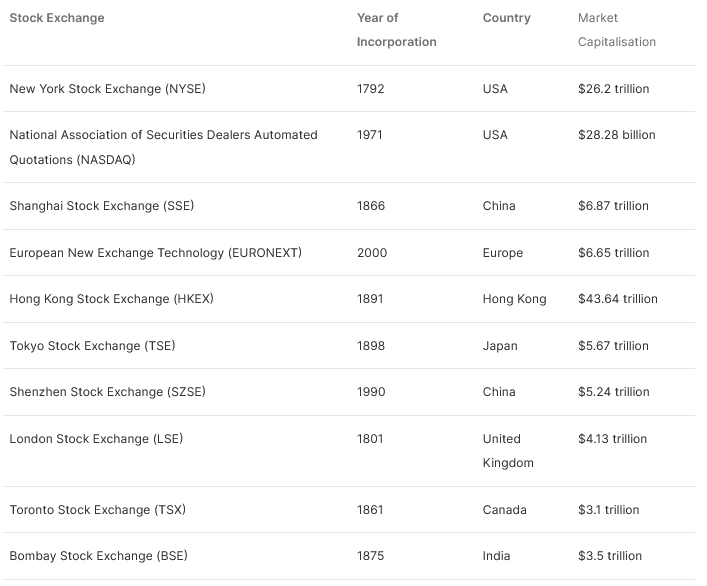 Stock Exchange Year of Country Market
Incorporation Capitalisation
New York Stock Exchange (NYSE) 1792 USA $26.2 trillion
National Association of Securities Dealers Automated 1971 USA $28.28 billion
Quotations (NASDAQ)
Shanghai Stock Exchange (SSE) 1866 China $6.87 trillion
European New Exchange Technology (EURONEXT) 2000 Europe $6.65 trillion
Hong Kong Stock Exchange (HKEX) 1891 Hong Kong $43.64 trillion
Tokyo Stock Exchange (TSE) 1898 Japan $5.67 trillion
Shenzhen Stock Exchange (SZSE) 1990 China $5.24 trillion
London Stock Exchange (LSE) 1801 United $4.13 trillion
Kingdom
Toronto Stock Exchange (TSX) 1861 Canada $3.1 trillion
Bombay Stock Exchange (BSE) 1875 India $3.5 trillion